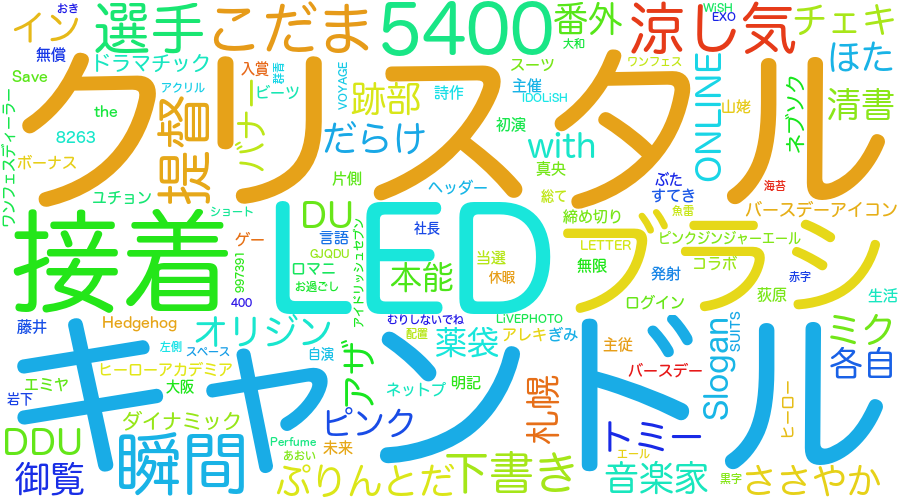 おき
WiSH
EXO
イン
選手
こだま
5400
番外
涼し気
チェキ
無償
大和
ドラマチック
入賞
群香
スーツ
ワンフェス
ほた
Save
アクリル
ビーツ
VOYAGE
跡部
詩作
主催
IDOLiSH
山姥
清書
the
提督
バナー
クリスタル
ONLINE
ネブソク
8263
だらけ
初演
with
ワンフェスディーラー
ボーナス
真央
ぶた
海苔
片側
ヘッダー
総て
すてき
ユチョン
ショート
バースデーアイコン
魚雷
接着
LED
ブラシ
DU
締め切り
ゲー
言語
社長
LETTER
ピンクジンジャーエール
GJQDU
アイドリッシュセブン
997391
ロマニ
本能
当選
無限
コラボ
発射
赤字
お過ごし
休暇
荻原
400
ログイン
生活
藤井
Hedgehog
オリジン
むりしないでね
LiVEPHOTO
Slogan
SUITS
ミク
配置
薬袋
アレキ
ぎみ
左側
スペース
自演
アザ
主従
各自
キャンドル
ヒーローアカデミア
バースデー
エミヤ
大阪
ネットプ
明記
札幌
ヒーロー
岩下
ダイナミック
ピンク
トミー
DDU
瞬間
Perfume
未来
あおい
エール
御覧
ぷりんとだ
下書き
音楽家
黒字
ささやか